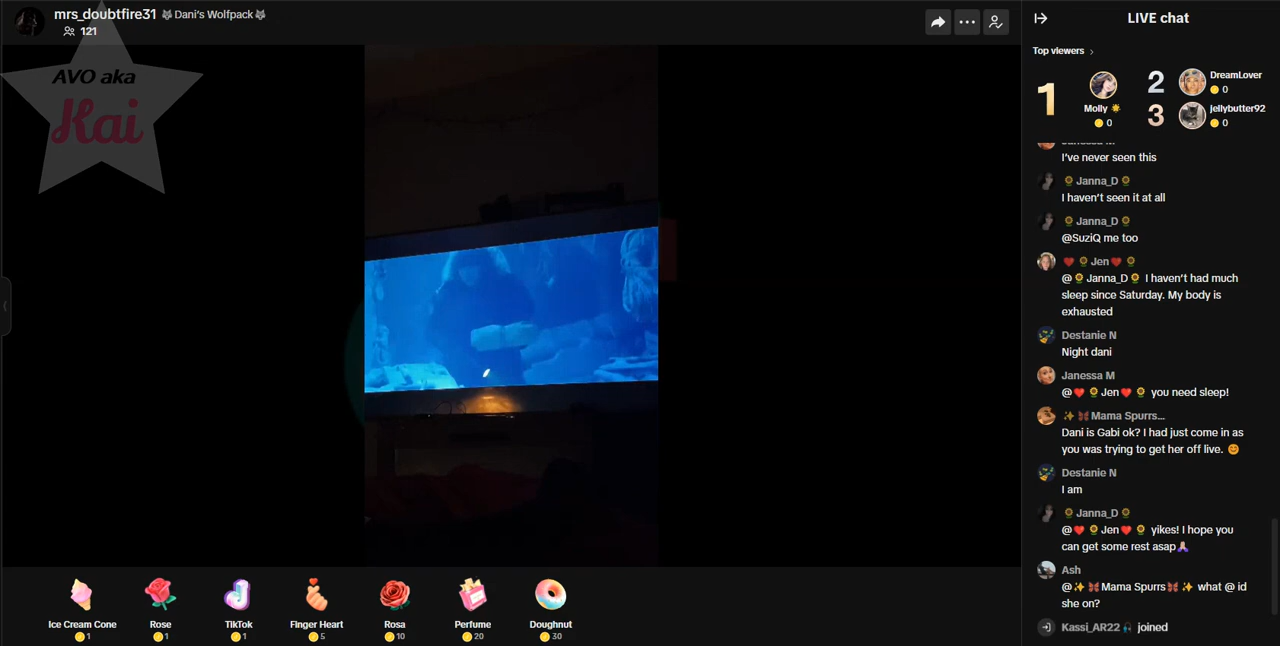 mrs_doubtfire31 🐺Dani's Wolfpack🐺
121
AVO aka
Kai
LIVE chat
Top viewers
1
Molly ☀️
0
2
DreamLover
0
3
jellybutter92
0
Janessa M
I've never seen this
🌻Janna_D🌻
I haven't seen it at all
🌻Janna_D🌻
@SuziQ me too
❤️🌻Jen❤️🌻
@🌻Janna_D🌻 I haven't had much
sleep since Saturday. My body is
exhausted
Destanie N
Night dani
Janessa M
@❤️🌻Jen❤️🌻 you need sleep!
✨🦋Mama Spurrs...
Dani is Gabi ok? I had just come in as
you was trying to get her off live. 😊
Destanie N
I am
🌻Janna_D🌻
@❤️🌻Jen❤️🌻 yikes! I hope you
can get some rest asap🙏🏼
Ash
@✨🦋Mama Spurrs🦋✨ what @ id
she on?
Kassi_AR22 joined
Ice Cream Cone
1
Rose
1
TikTok
1
Finger Heart
5
Rosa
10
Perfume
20
Doughnut
30